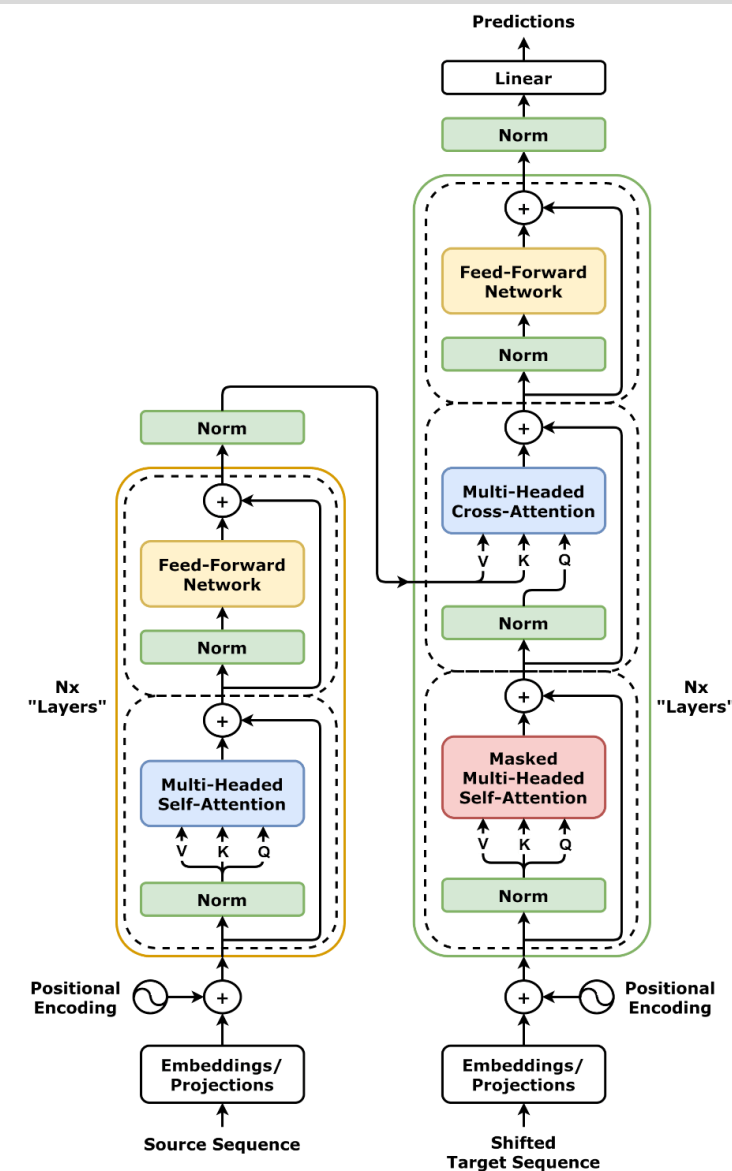 Predictions
Linear
Norm
Feed-Forward
Network
Norm
Multi-Headed
Cross-Attention
V K Q
Norm
Masked
Multi-Headed
Self-Attention
V K Q
Norm
Nx
"Layers"
Positional
Encoding
Embeddings/
Projections
Shifted
Target Sequence
Norm
Feed-Forward
Network
Norm
Nx
"Layers"
Multi-Headed
Self-Attention
V K Q
Norm
Positional
Encoding
Embeddings/
Projections
Source Sequence